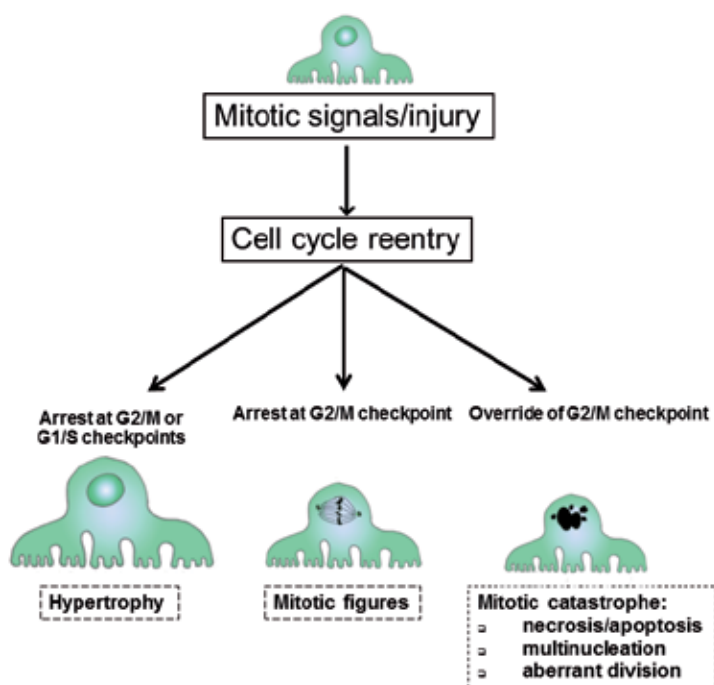 Mitotic signals/injury
Cell cycle reentry
Arrest at G2/M or
G1/S checkpoints
Arrest at G2/M checkpoint
Override of G2/M checkpoint
Hypertrophy
Mitotic figures
Mitotic catastrophe:
necrosis/apoptosis
multinucleation
aberrant division